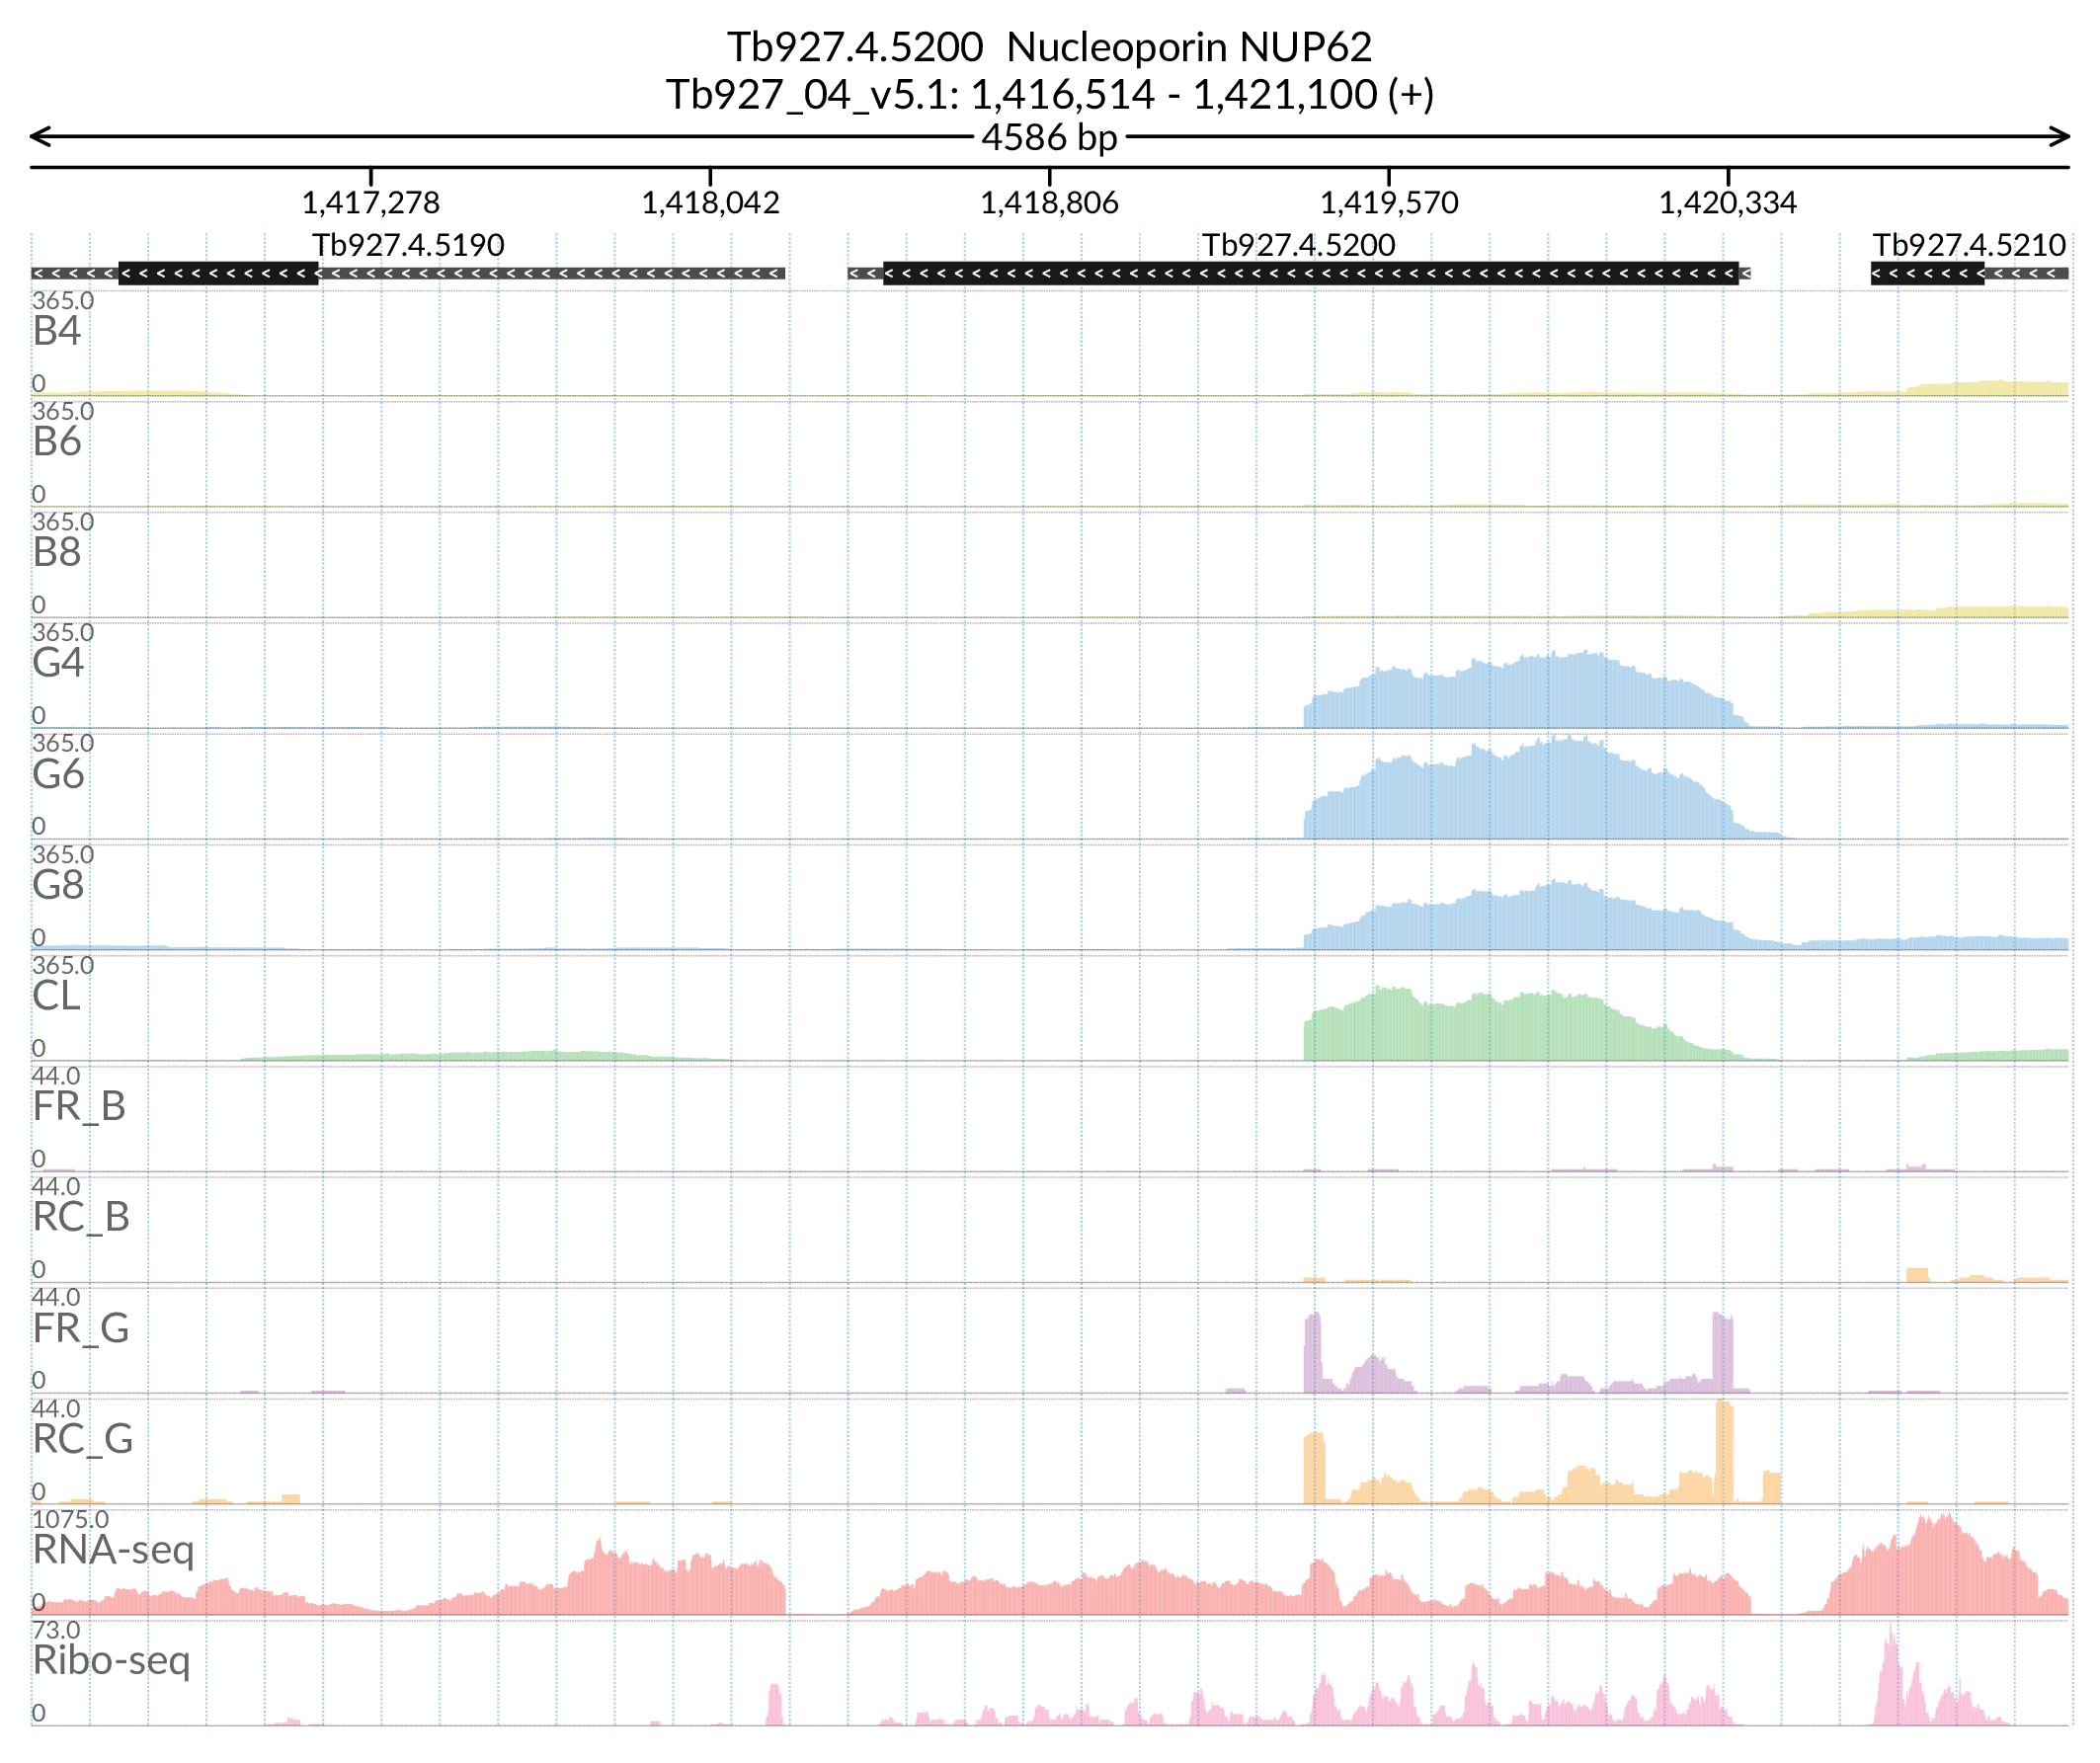 Tb927.4.5200 Nucleoporin NUP62
Tb927_04_v5.1: 1,416,514 - 1,421,100 (+)
4586 bp
1,417,278 1,418,042 1,418,806 1,419,570 1,420,334
Tb927.4.5190 Tb927.4.5200 Tb927.4.5210
365.0
B4
0
365.0
B6
0
365.0
B8
0
365.0
G4
0
365.0
G6
0
365.0
G8
0
365.0
CL
0
44.0
FR_B
0
44.0
RC_B
0
44.0
FR_G
0
44.0
RC_G
0
1075.0
RNA-seq
0
73.0
Ribo-seq
0